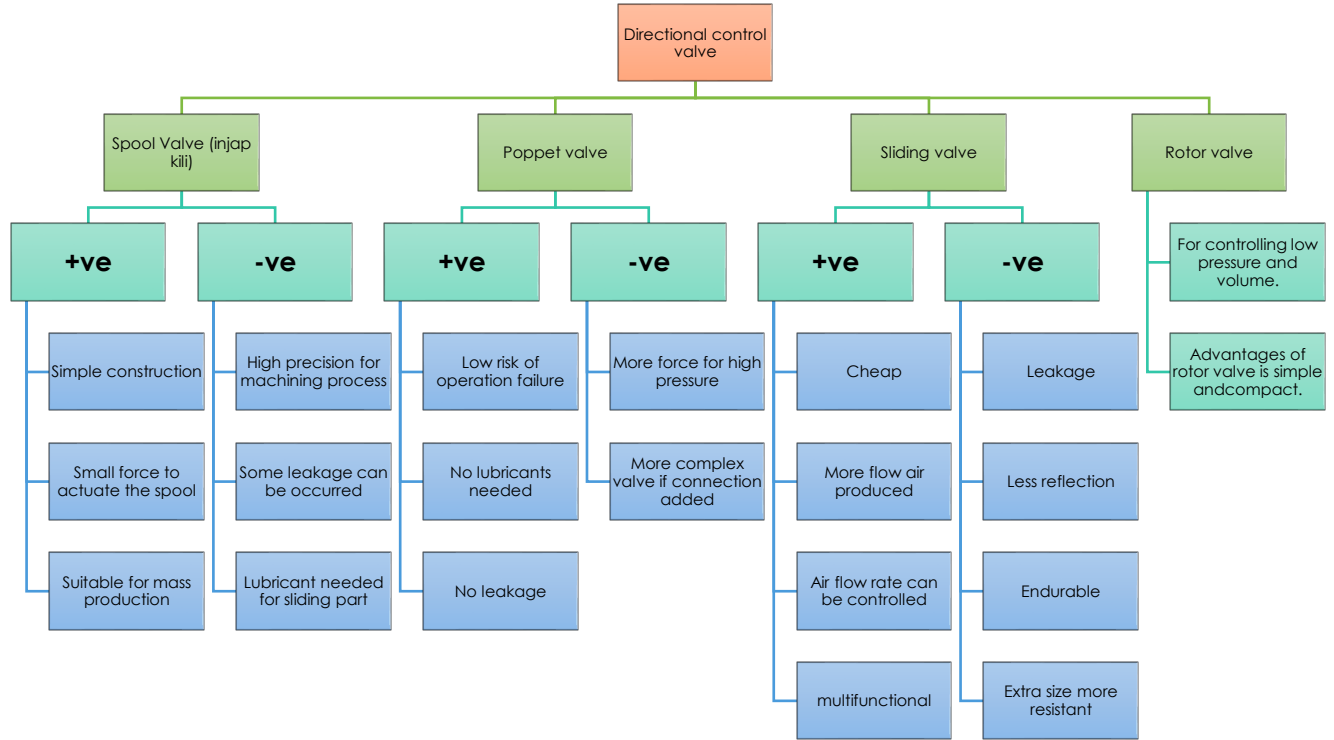 Directional control
valve
Spool Valve (injap
kili)
Poppet valve
Sliding valve
Rotor valve
+ve
-ve
+ve
-ve
+ve
-ve
For controlling low
pressure and
volume.
Advantages of
rotor valve is simple
andcompact.
Simple construction
Small force to
actuate the spool
Suitable for mass
production
High precision for
machining process
Some leakage can
be occurred
Lubricant needed
for sliding part
Low risk of
operation failure
No lubricants
needed
No leakage
More force for high
pressure
More complex
valve if connection
added
Cheap
More flow air
produced
Air flow rate can
be controlled
multifunctional
Leakage
Less reflection
Endurable
Extra size more
resistant